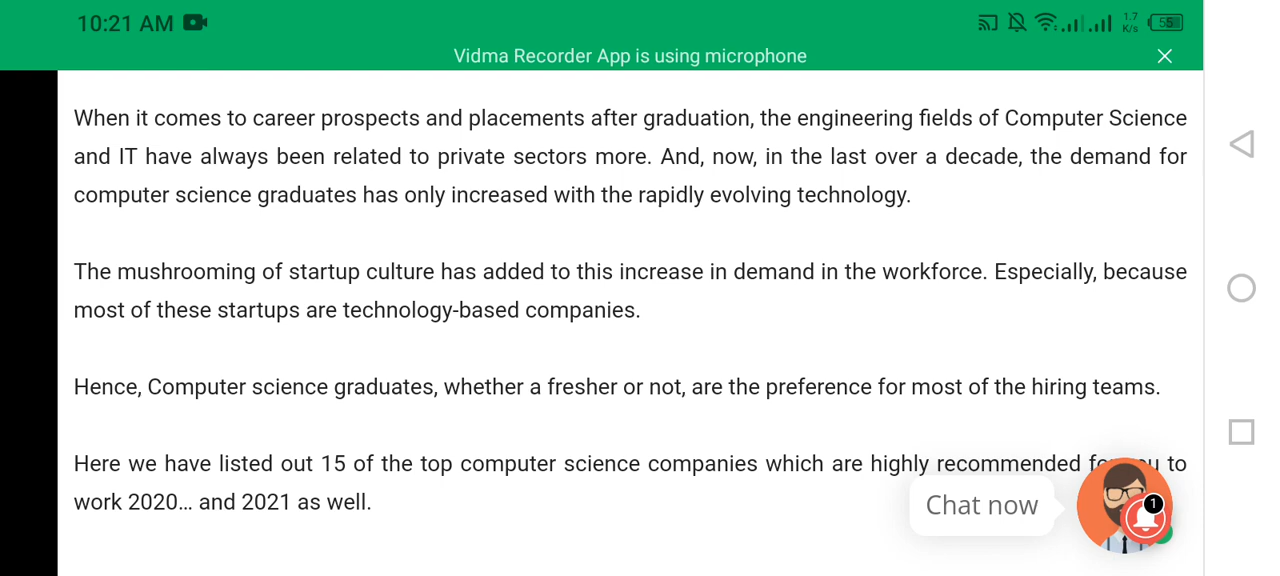 10:21 AM
1.7
K/s
55
Vidma Recorder App is using microphone
When it comes to career prospects and placements after graduation, the engineering fields of Computer Science
and IT have always been related to private sectors more. And, now, in the last over a decade, the demand for
computer science graduates has only increased with the rapidly evolving technology.
The mushrooming of startup culture has added to this increase in demand in the workforce. Especially, because
most of these startups are technology-based companies.
Hence, Computer science graduates, whether a fresher or not, are the preference for most of the hiring teams.
Here we have listed out 15 of the top computer science companies which are highly recommended to
work 2020... and 2021 as well.
Chat now
1